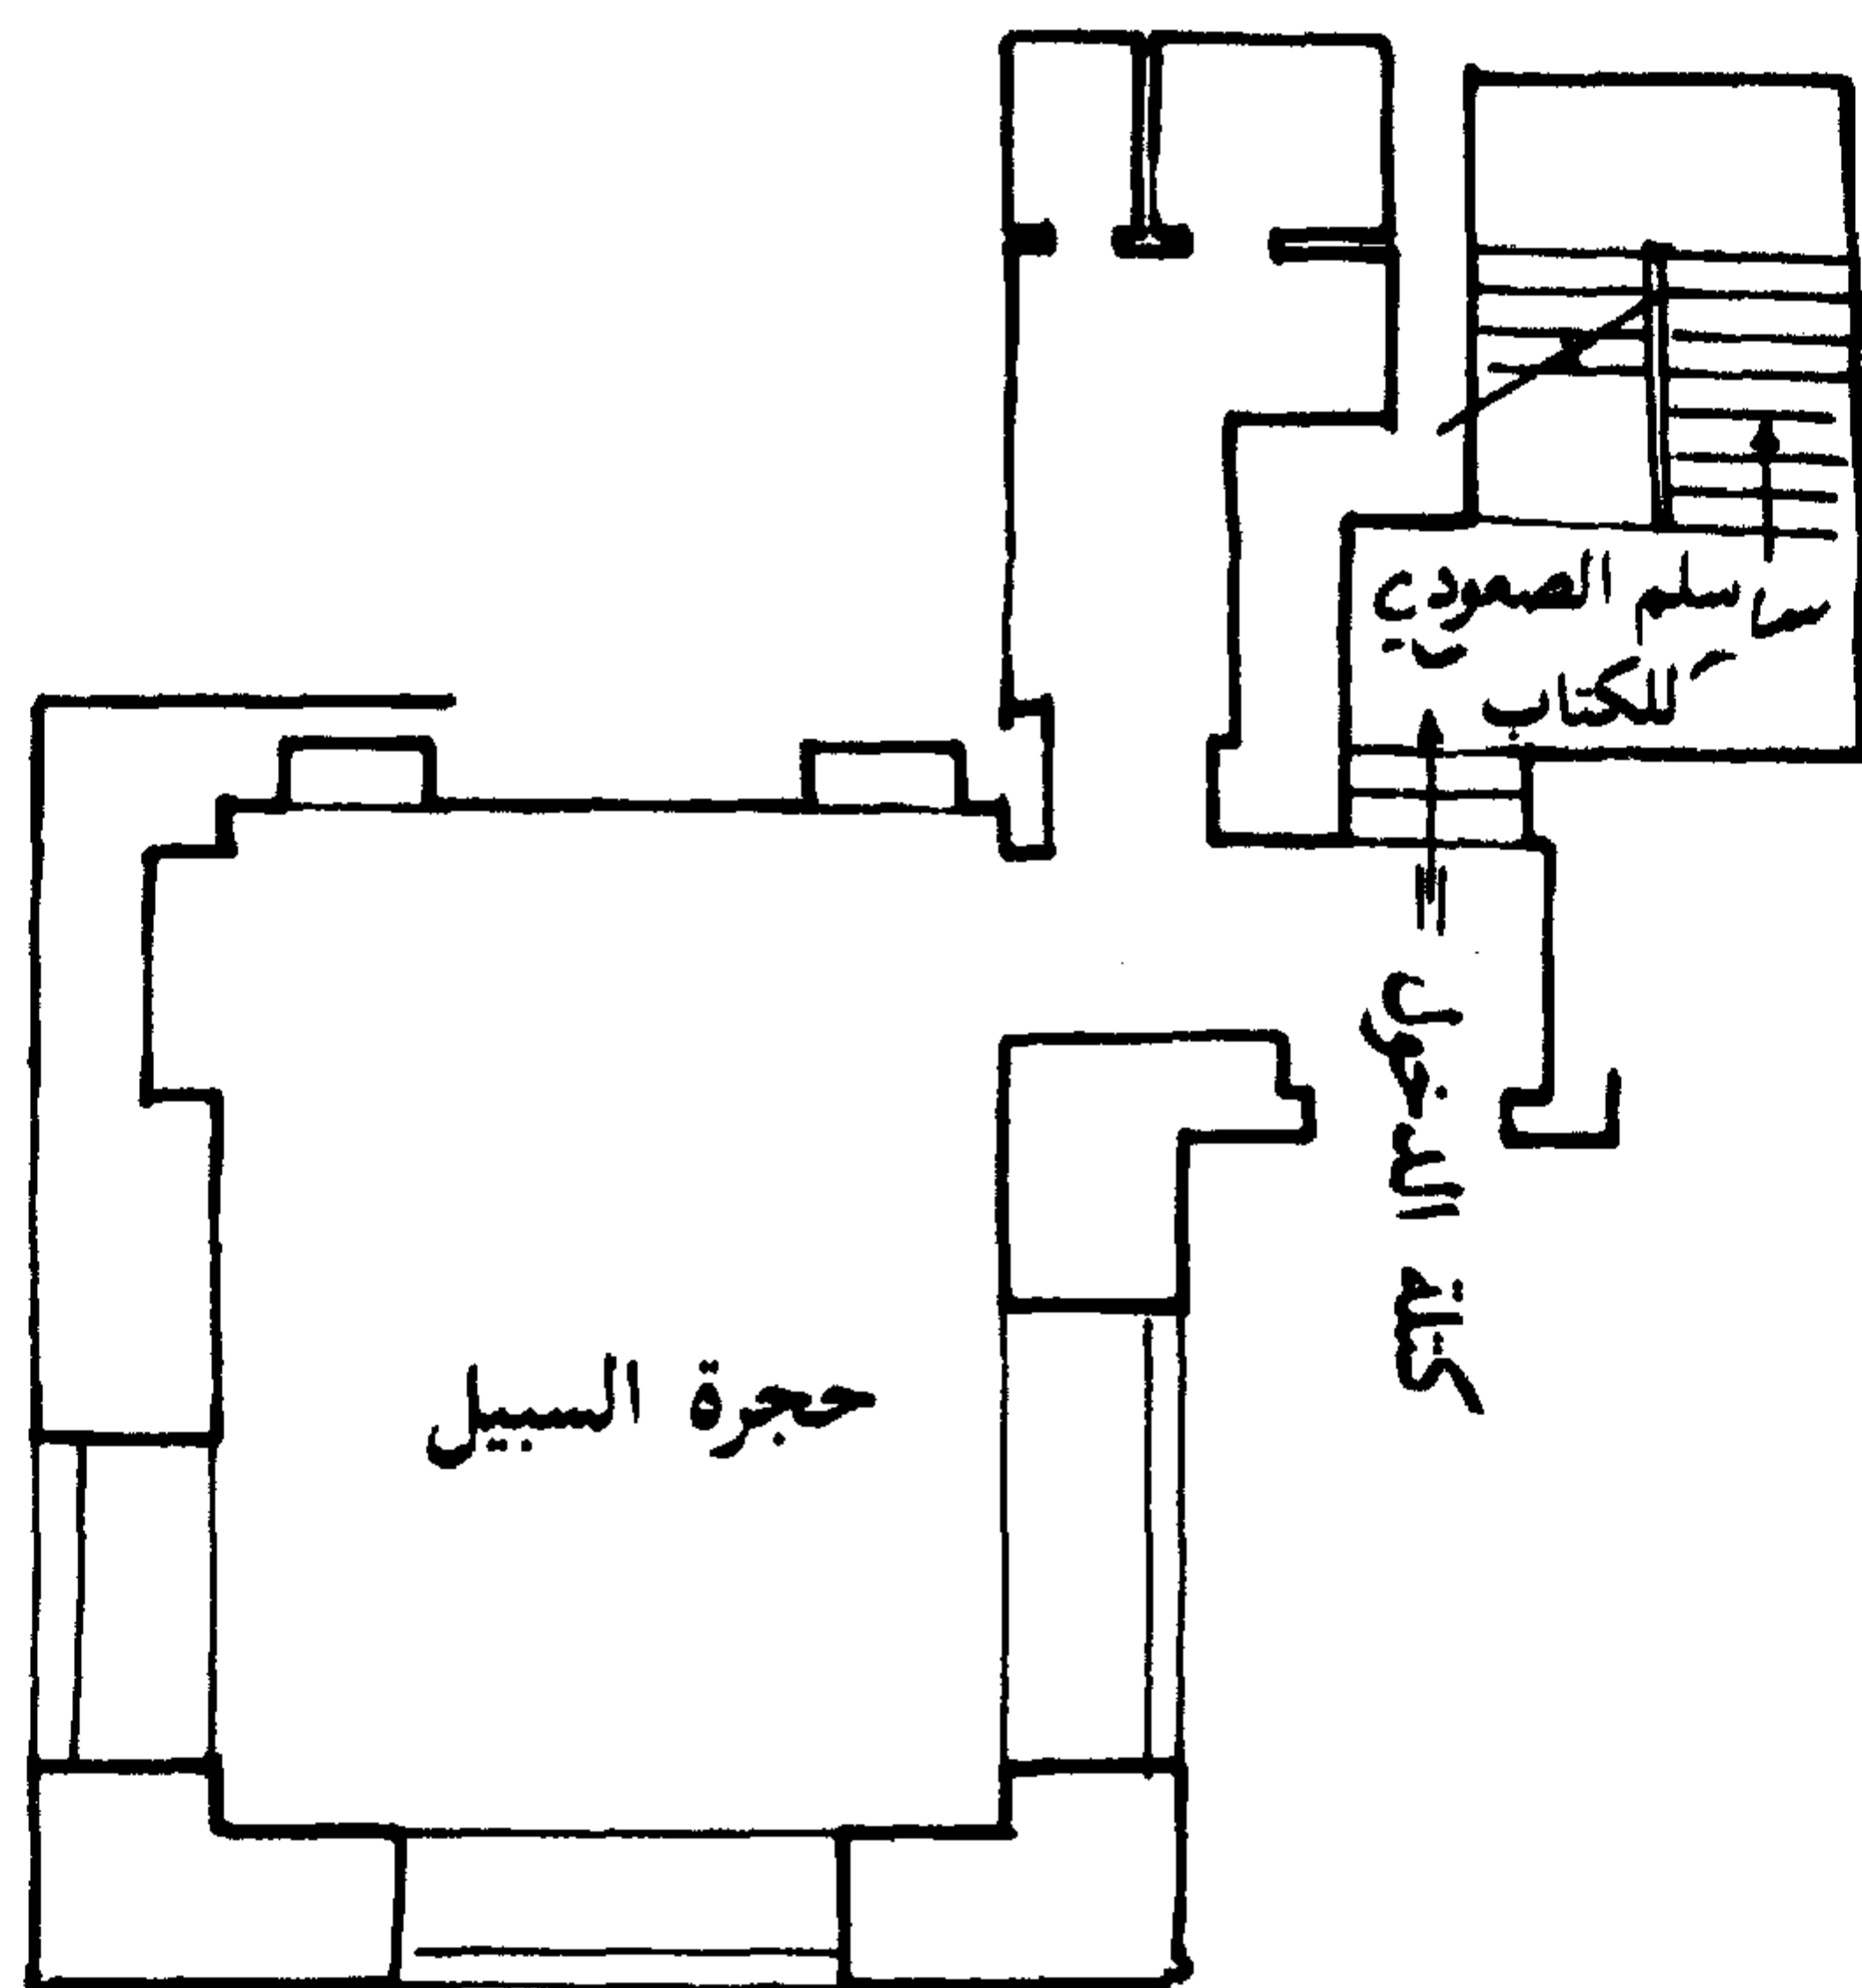 سلم الصعود
للكتاب
كتلة الدخول
حجرة السبيل